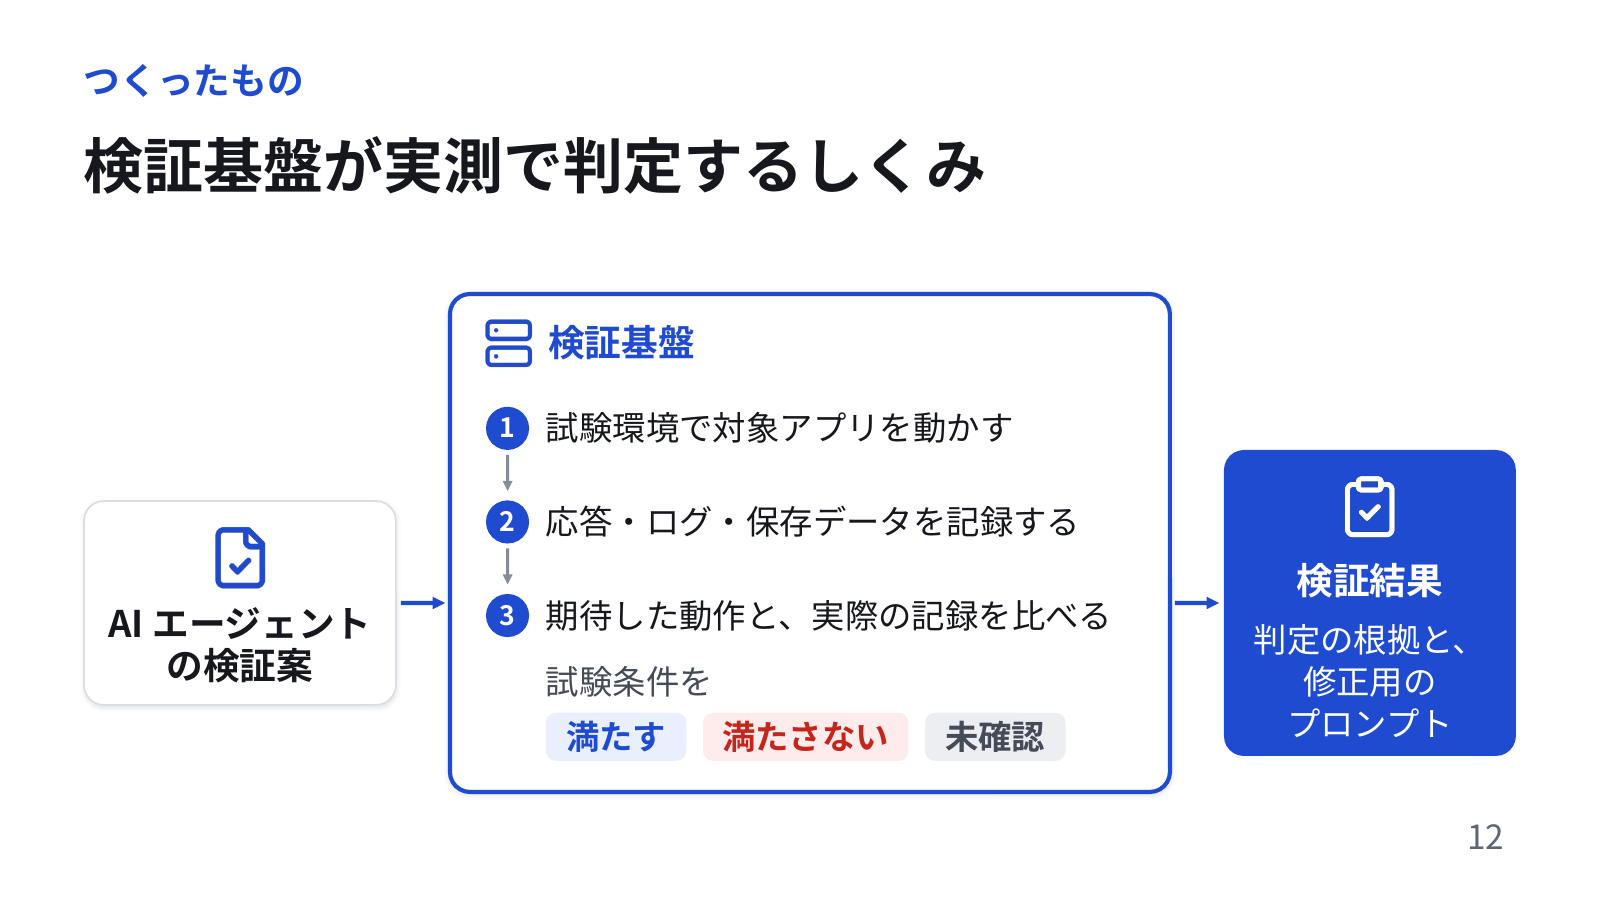 つくったもの
検証基盤が実測で判定するしくみ
AI エージェント
の検証案
検証基盤
1 試験環境で対象アプリを動かす
2 応答・ログ・保存データを記録する
3 期待した動作と、実際の記録を比べる
試験条件を
満たす 満たさない 未確認
検証結果
判定の根拠と、
修正用の
プロンプト
12